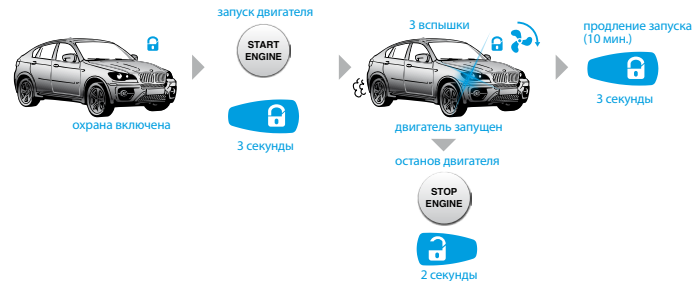 запуск двигателя
START
ENGINE
3 секунды
охрана включена
3 вспышки
двигатель запущен
продление запуска
(10 мин.)
3 секунды
останов двигателя
STOP
ENGINE
2 секунды